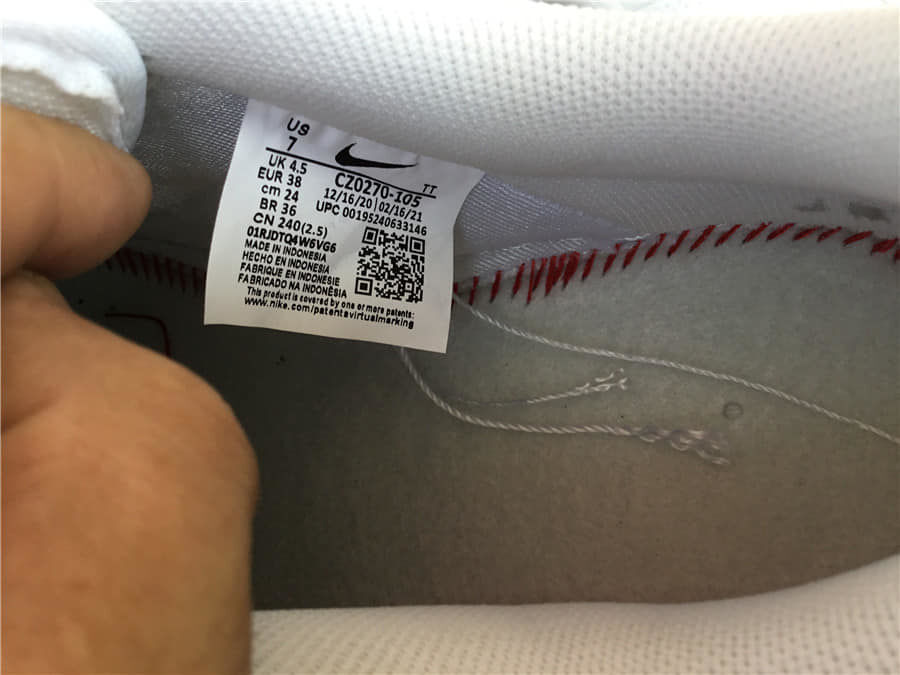 US
7
UK 4.5
EUR 38
cm 24
BR 36
CN 240(2.5)
TT
CZ0270-105
12/16/20 | 02/16/21
UPC 00195240633146
01RJDTQ4W6VG6
MADE IN INDONESIA
HECHO EN INDONESIA
FABRIQUE EN INDONESIE
FABRICADO NA INDONÉSIA
This product is covered by one or more patents:
www.nike.com/patentsvirtualmarking